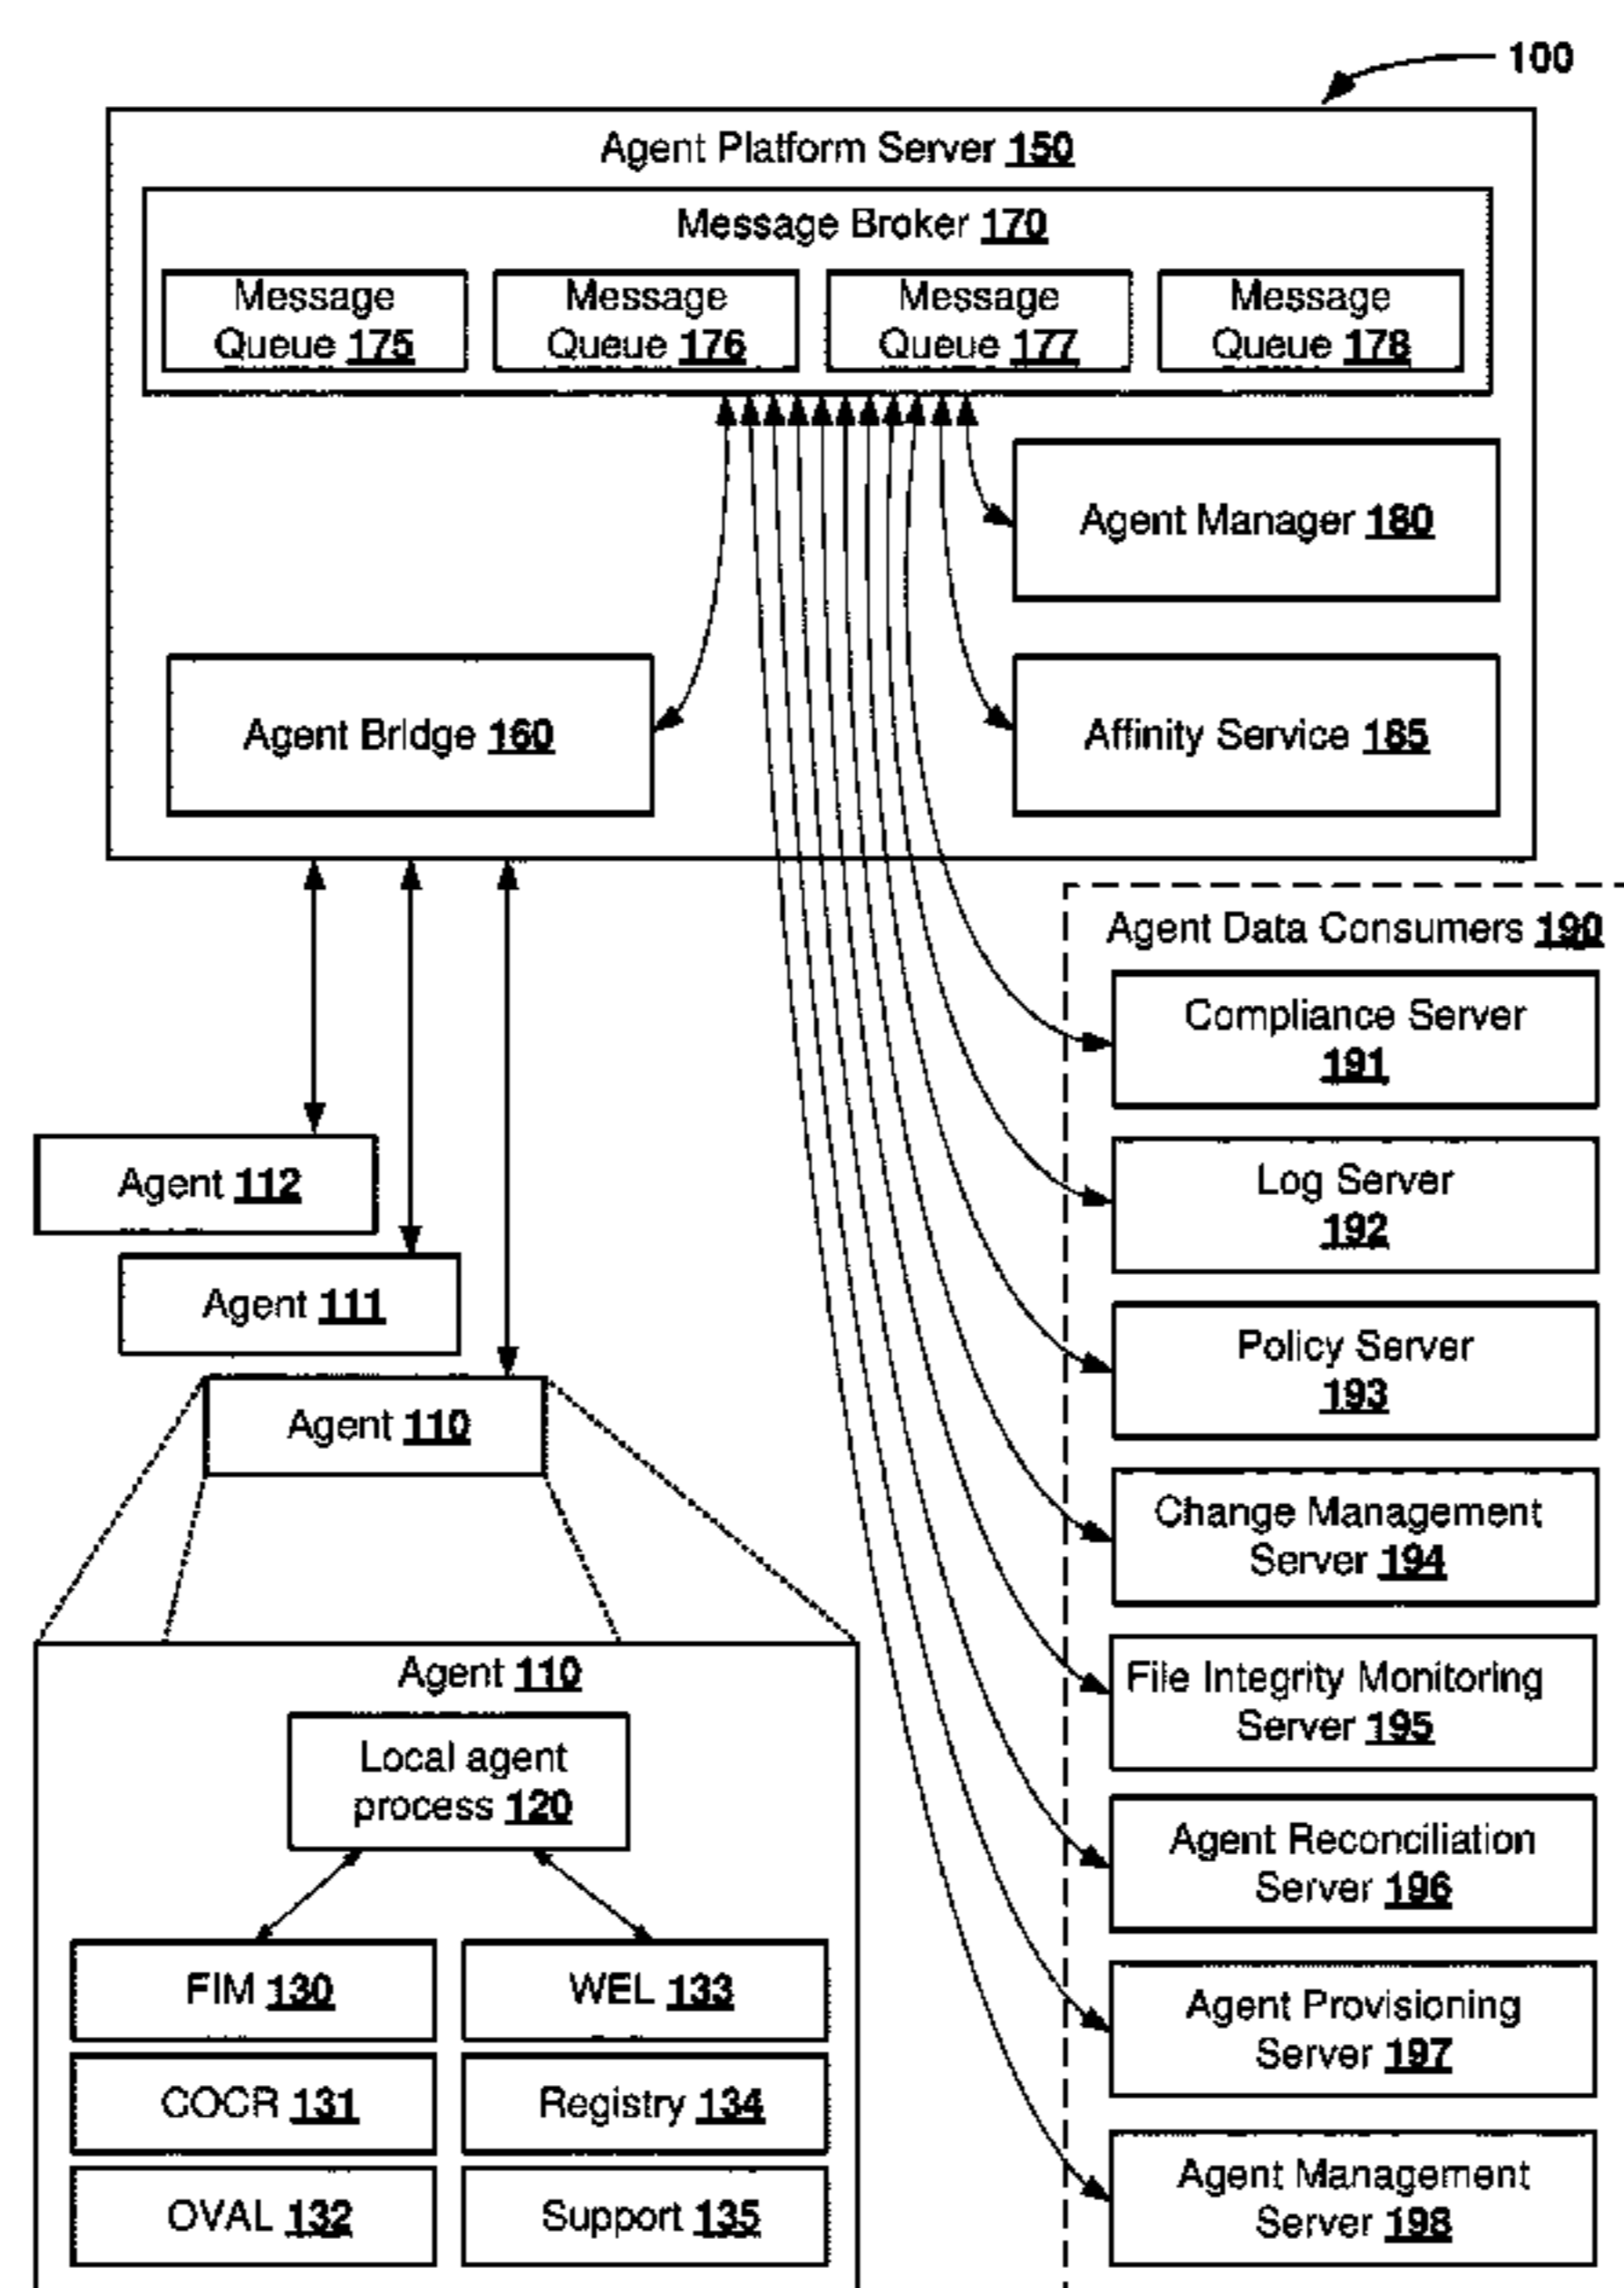 100
Agent Platform Server 150
Message Broker 170
Message
Queue 175
Message
Queue 176
Message
Queue 177
Message
Queue 178
Agent Manager 180
Agent Bridge 160
Affinity Service 185
Agent Data Consumers 190
Compliance Server
191
Log Server
192
Policy Server
193
Change Management
Server 194
File Integrity Monitoring
Server 195
Agent Reconciliation
Server 196
Agent Provisioning
Server 197
Agent Management
Server 198
Agent 112
Agent 111
Agent 110
Agent 110
Local agent
process 120
FIM 130
WEL 133
COCR 131
Registry 134
OVAL 132
Support 135